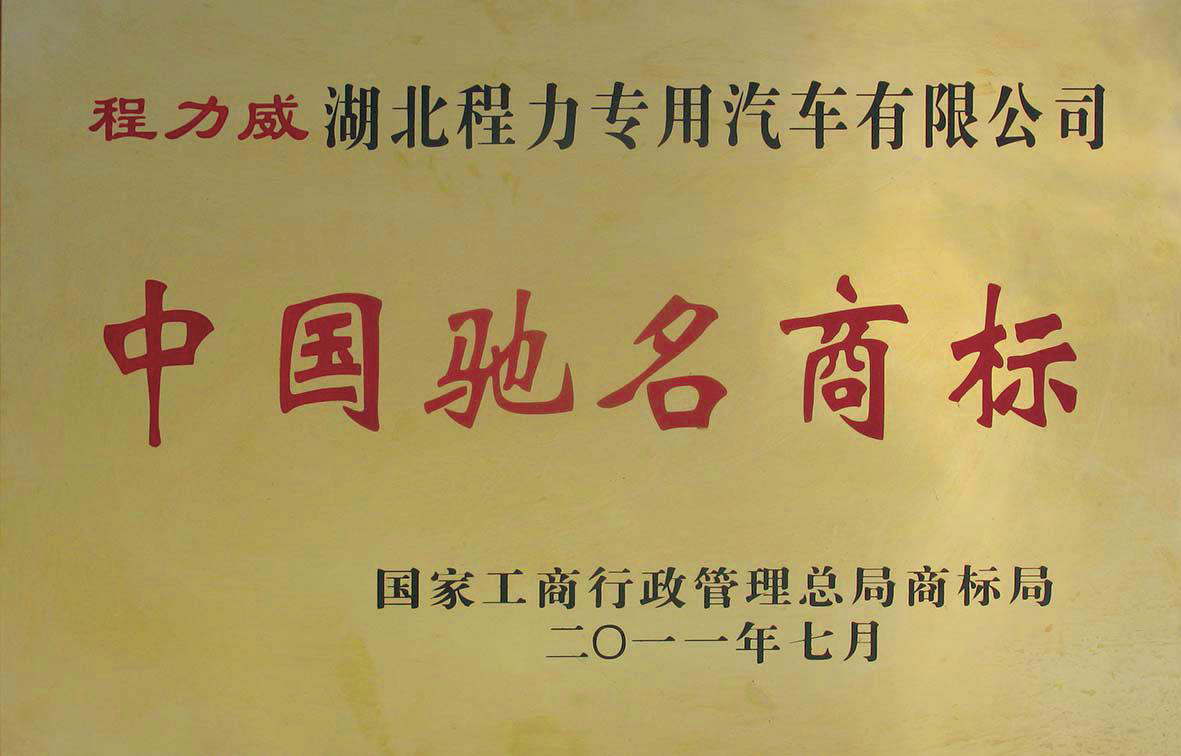 程力威 湖北程力专用汽车有限公司
中国驰名商标
国家工商行政管理总局商标局
二〇一一年七月